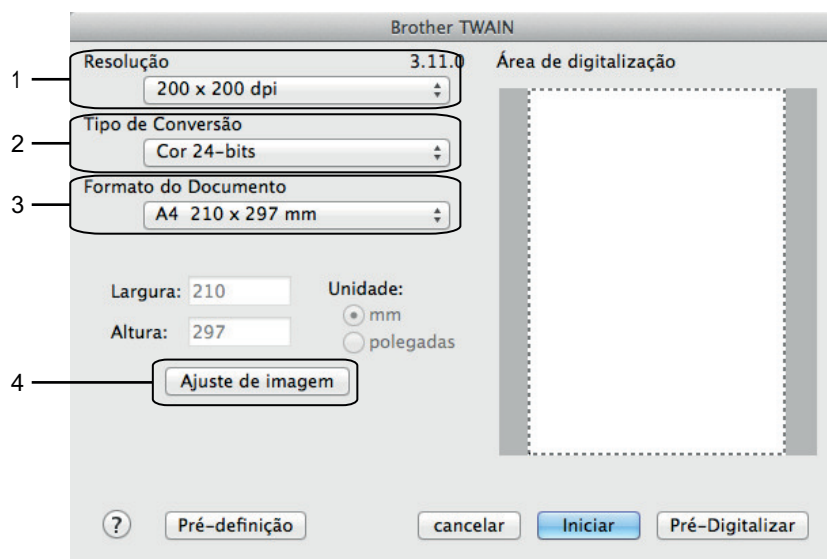 Brother TWAIN
Resolução 3.11.0 Área de digitalização
1
200 x 200 dpi
Tipo de Conversão
2
Cor 24-bits
Formato do Documento
3
A4 210 x 297 mm
Largura: 210 Unidade:
mm
Altura: 297
polegadas
4 Ajuste de imagem
? Pré-definição cancelar Iniciar Pré-Digitalizar